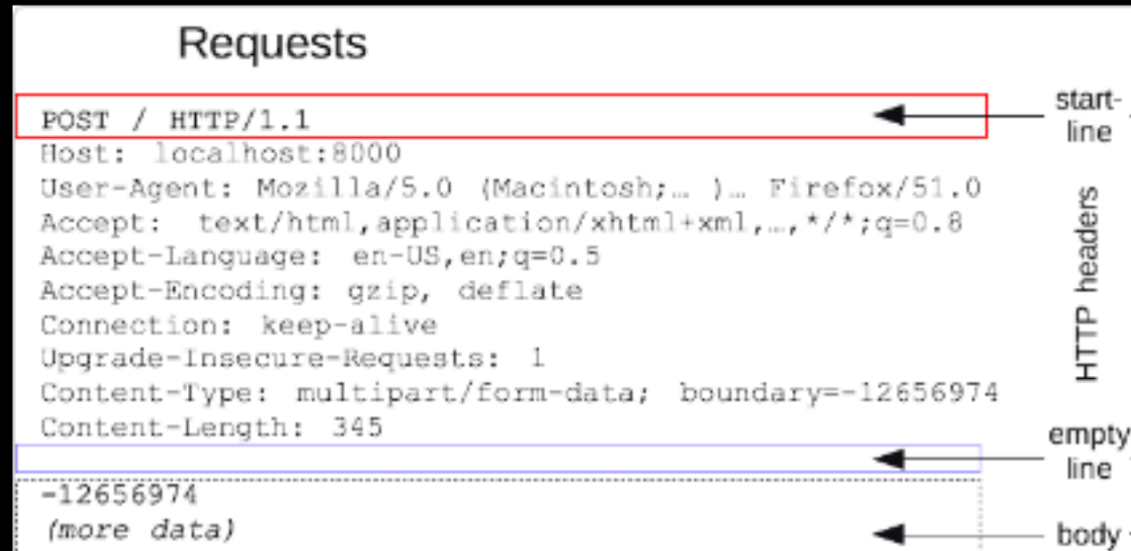 Requests
POST / HTTP/1.1
start-
line
Host: localhost:8000
User-Agent: Mozilla/5.0 (Macintosh;… )… Firefox/51.0
Accept: text/html,application/xhtml+xml,…,*/*;q=0.8
Accept-Language: en-US,en;q=0.5
Accept-Encoding: gzip, deflate
Connection: keep-alive
Upgrade-Insecure-Requests: 1
Content-Type: multipart/form-data; boundary=-12656974
Content-Length: 345
HTTP headers
empty
line
-12656974
(more data)
body